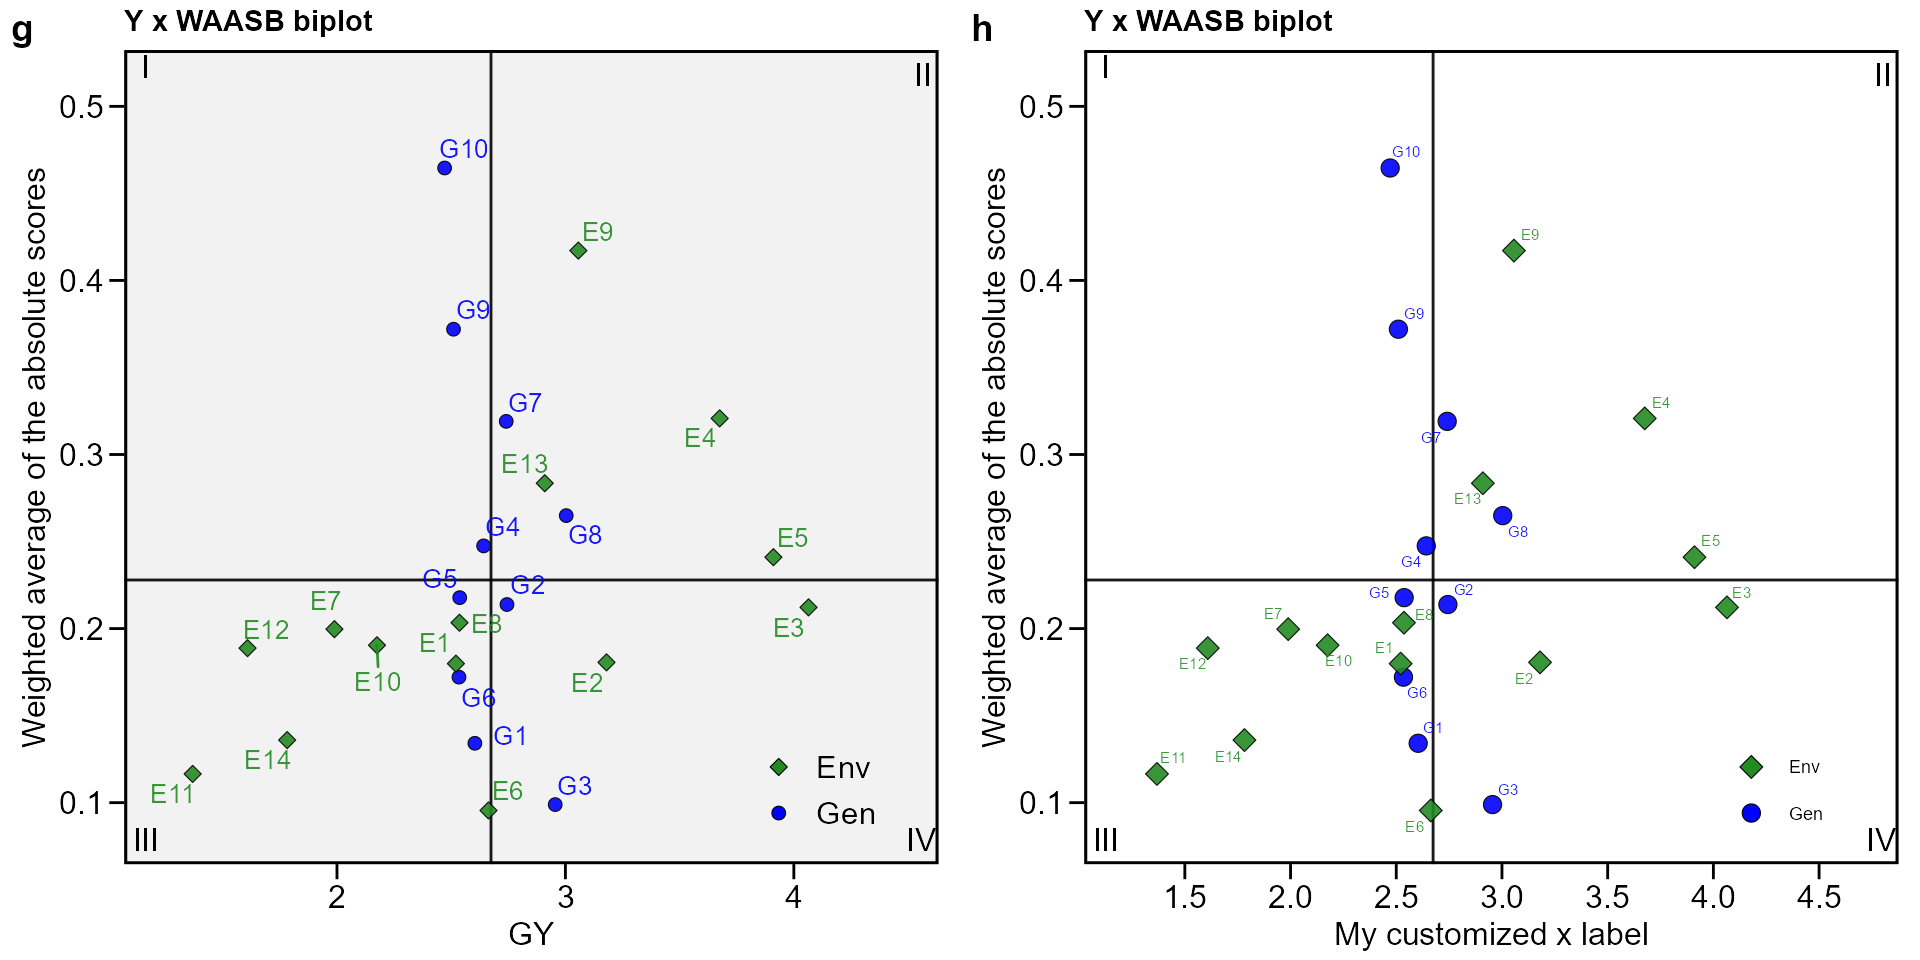 g
Y x WAASB biplot
I
II
0.5
G10
E9
0.4
G9
G7
E4
0.3
E13
G4
G8
E5
G5
G2
E7
E12
E8
0.2
E3
E1
E10
E2
G6
G1
E14
E11
E6
G3
0.1
Env
Gen
III
IV
2
3
4
GY
Weighted average of the absolute scores
h
Y x WAASB biplot
I
II
0.5
G10
E9
0.4
G9
E4
G7
0.3
E13
G8
E5
G4
G5
G2
E3
E7
E8
0.2
E1
E12
E10
E2
G6
G1
E11
E14
G3
0.1
E6
Env
Gen
III
IV
1.5
2.0
2.5
3.0
3.5
4.0
4.5
My customized x label
Weighted average of the absolute scores